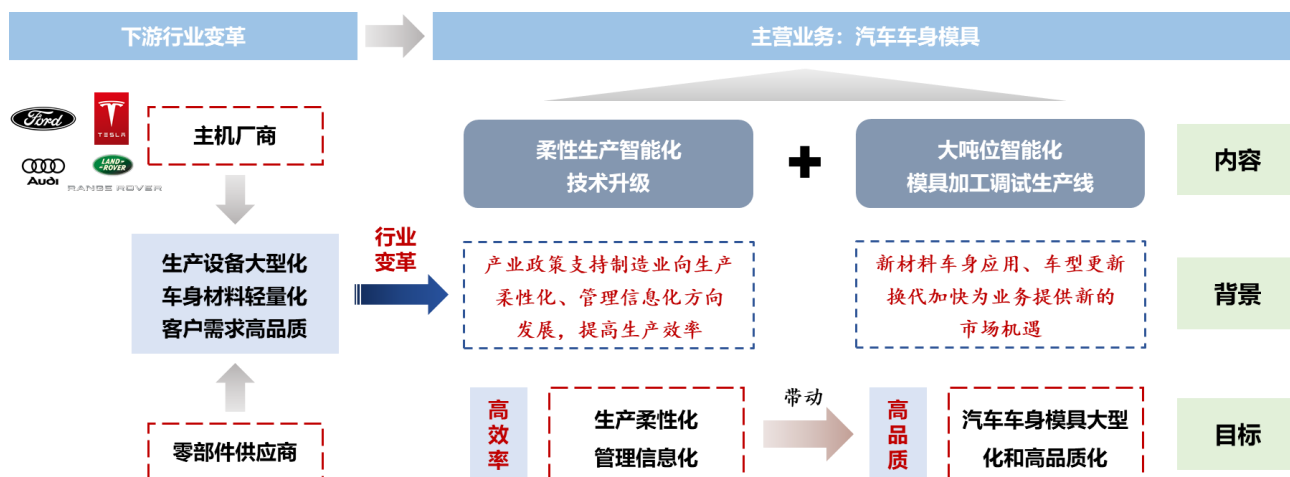 下游行业变革
主营业务：汽车车身模具
Ford
TESLA
Audi
LAND-ROVER
RANGE ROVER
主机厂商
生产设备大型化
车身材料轻量化
客户需求高品质
零部件供应商
行业
变革
柔性生产智能化
技术升级
大吨位智能化
模具加工调试生产线
内容
产业政策支持制造业向生产
柔性化、管理信息化方向
发展，提高生产效率
新材料车身应用、车型更新
换代加快为业务提供新的
市场机遇
背景
高
效
率
生产柔性化
管理信息化
带动
高
品
质
汽车车身模具大型
化和高品质化
目标